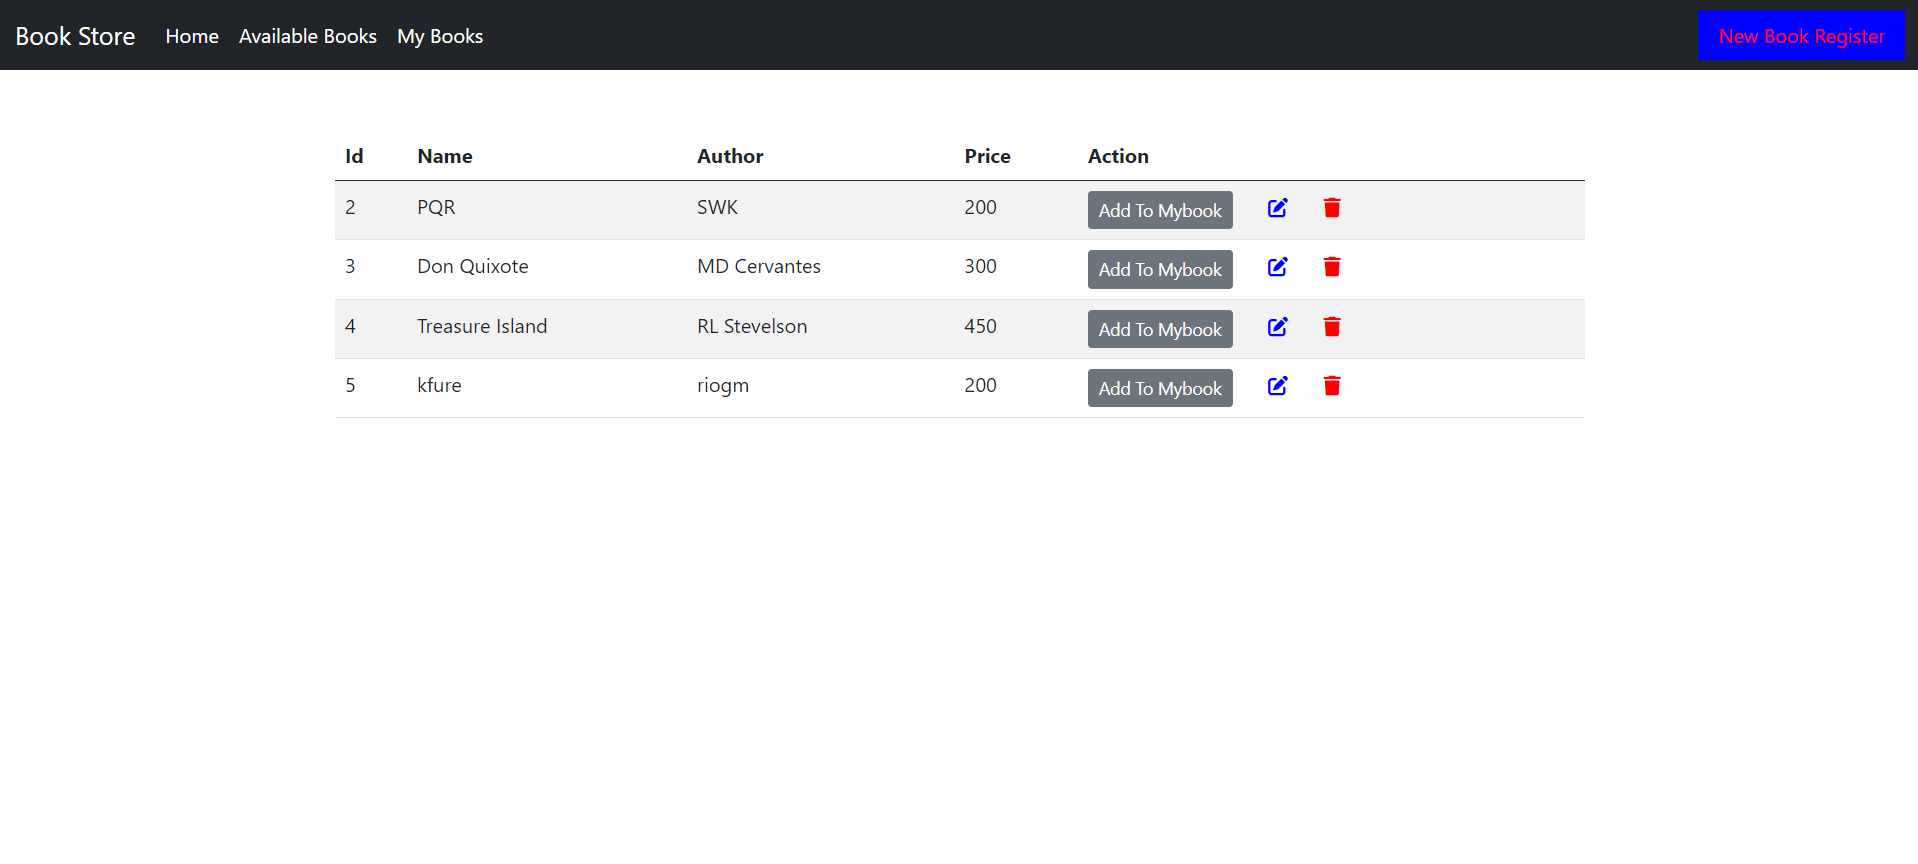 Book Store Home Available Books My Books New Book Register
Id Name Author Price Action
2 PQR SWK 200 Add To Mybook
3 Don Quixote MD Cervantes 300 Add To Mybook
4 Treasure Island RL Stevelson 450 Add To Mybook
5 kfure riogm 200 Add To Mybook